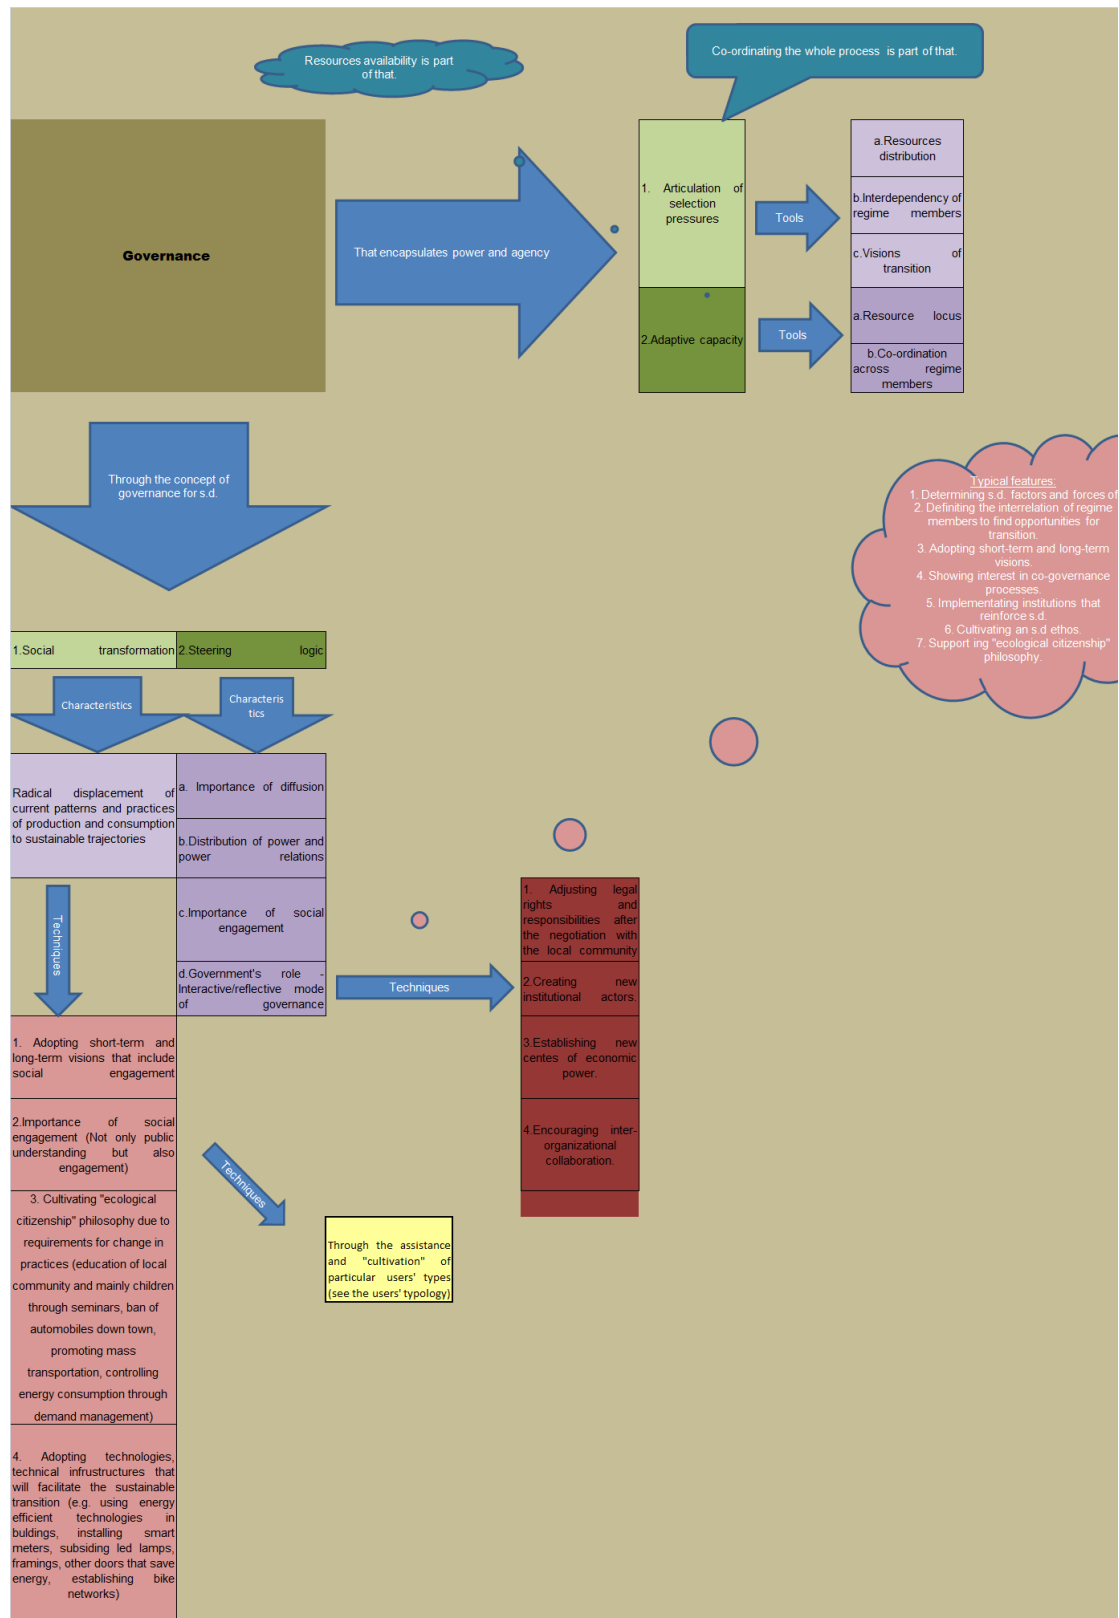 Resources availability is part
of that.
Co-ordinating the whole process is part of that.
Governance
That encapsulates power and agency
1. Articulation of
selection
pressures
2.Adaptive capacity
Tools
Tools
a.Resources
distribution
b.Interdependency of
regime members
c.Visions of
transition
a.Resource locus
b.Co-ordination
across regime
members
Through the concept of
governance for s.d.
Typical features:
1. Determining s.d. factors and forces of
2. Definiting the interrelation of regime
members to find opportunities for
transition.
3. Adopting short-term and long-term
visions.
4. Showing interest in co-governance
processes.
5. Implementating institutions that
reinforce s.d.
6. Cultivating an s.d ethos.
7. Support ing "ecological citizenship"
philosophy.
1.Social transformation
2.Steering logic
Characteristics
Characteris
tics
Radical displacement of
current patterns and practices
of production and consumption
to sustainable trajectories
a. Importance of diffusion
b.Distribution of power and
power relations
c.Importance of social
engagement
d.Government's role -
Interactive/reflective mode
of governance
Techniques
Techniques
1. Adjusting legal
rights and
responsibilities after
the negotiation with
the local community
2.Creating new
institutional actors.
3.Establishing new
centes of economic
power.
4.Encouraging inter-
organizational
collaboration.
1. Adopting short-term and
long-term visions that include
social engagement
2.Importance of social
engagement (Not only public
understanding but also
engagement)
3. Cultivating "ecological
citizenship" philosophy due to
requirements for change in
practices (education of local
community and mainly children
through seminars, ban of
automobiles down town,
promoting mass
transportation, controlling
energy consumption through
demand management)
4. Adopting technologies,
technical infrustructures that
will facilitate the sustainable
transition (e.g. using energy
efficient technologies in
buldings, installing smart
meters, subsiding led lamps,
framings, other doors that save
energy, establishing bike
networks)
Techniques
Through the assistance
and "cultivation" of
particular users' types
(see the users' typology)